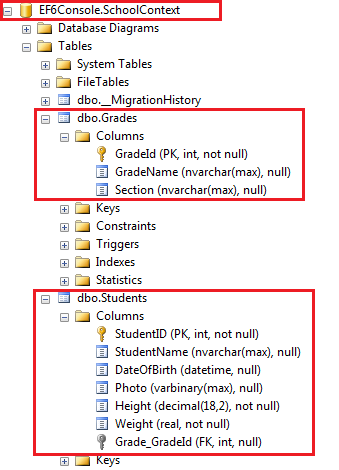 EF6Console.SchoolContext
Database Diagrams
Tables
System Tables
FileTables
dbo.__MigrationHistory
dbo.Grades
Columns
GradeId (PK, int, not null)
GradeName (nvarchar(max), null)
Section (nvarchar(max), null)
Keys
Constraints
Triggers
Indexes
Statistics
dbo.Students
Columns
StudentID (PK, int, not null)
StudentName (nvarchar(max), null)
DateOfBirth (datetime, null)
Photo (varbinary(max), null)
Height (decimal(18,2), not null)
Weight (real, not null)
Grade_GradeId (FK, int, null)
Keys